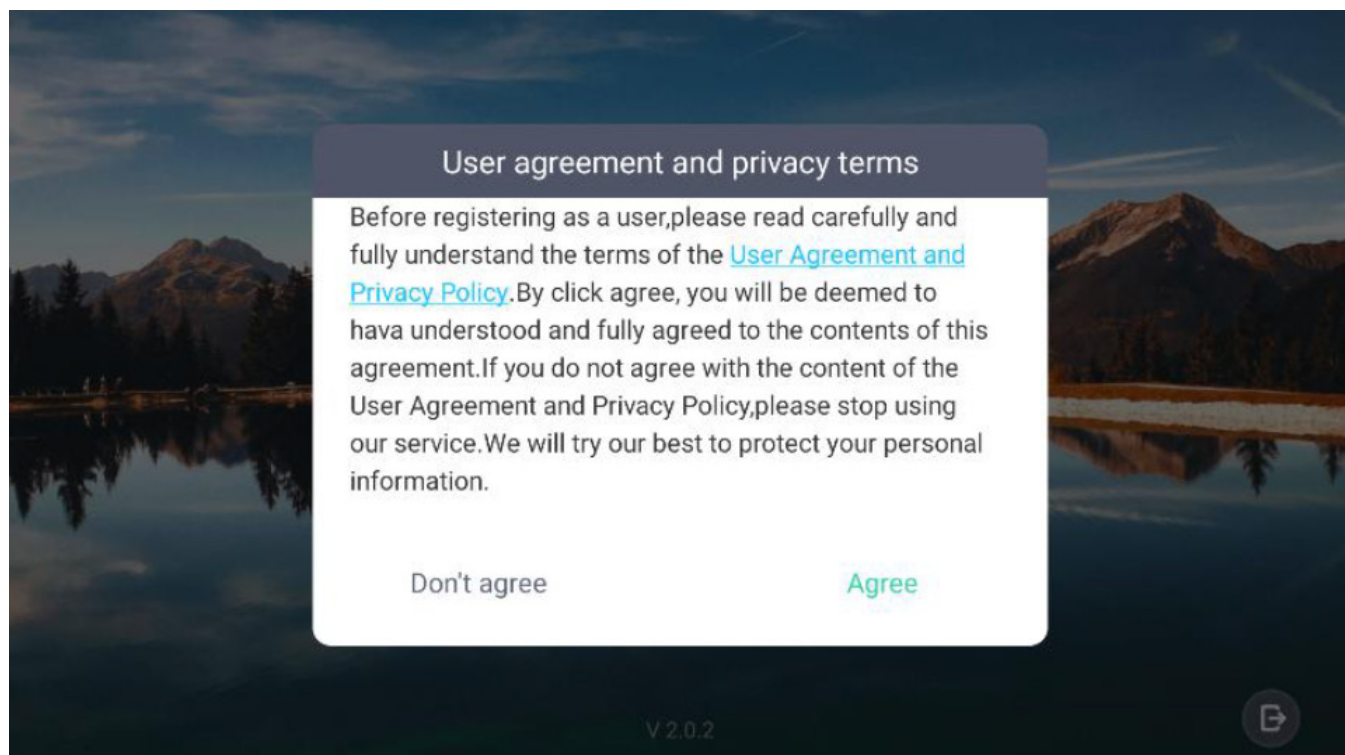 User agreement and privacy terms
Before registering as a user,please read carefully and
fully understand the terms of the User Agreement and
Privacy Policy.By click agree, you will be deemed to
hava understood and fully agreed to the contents of this
agreement.If you do not agree with the content of the
User Agreement and Privacy Policy,please stop using
our service.We will try our best to protect your personal
information.
Don't agree
Agree
V 2.0.2